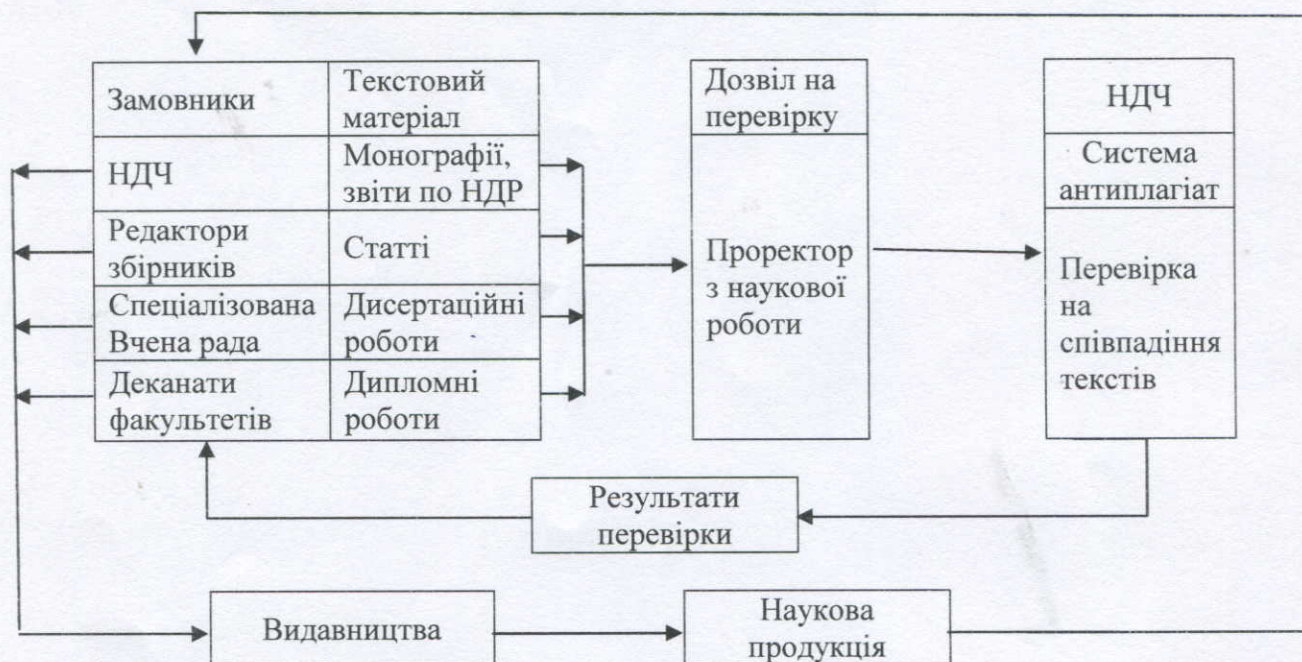 Замовники
Текстовий
матеріал
НДЧ
Монографії,
звіти по НДР
Редактори
збірників
Статті
Спеціалізована
Вчена рада
Дисертаційні
роботи
Деканати
факультетів
Дипломні
роботи
Дозвіл на
перевірку
Проректор
з наукової
роботи
НДЧ
Система
антиплагіат
Перевірка
на
співпадіння
текстів
Результати
перевірки
Видавництва
Наукова
продукція